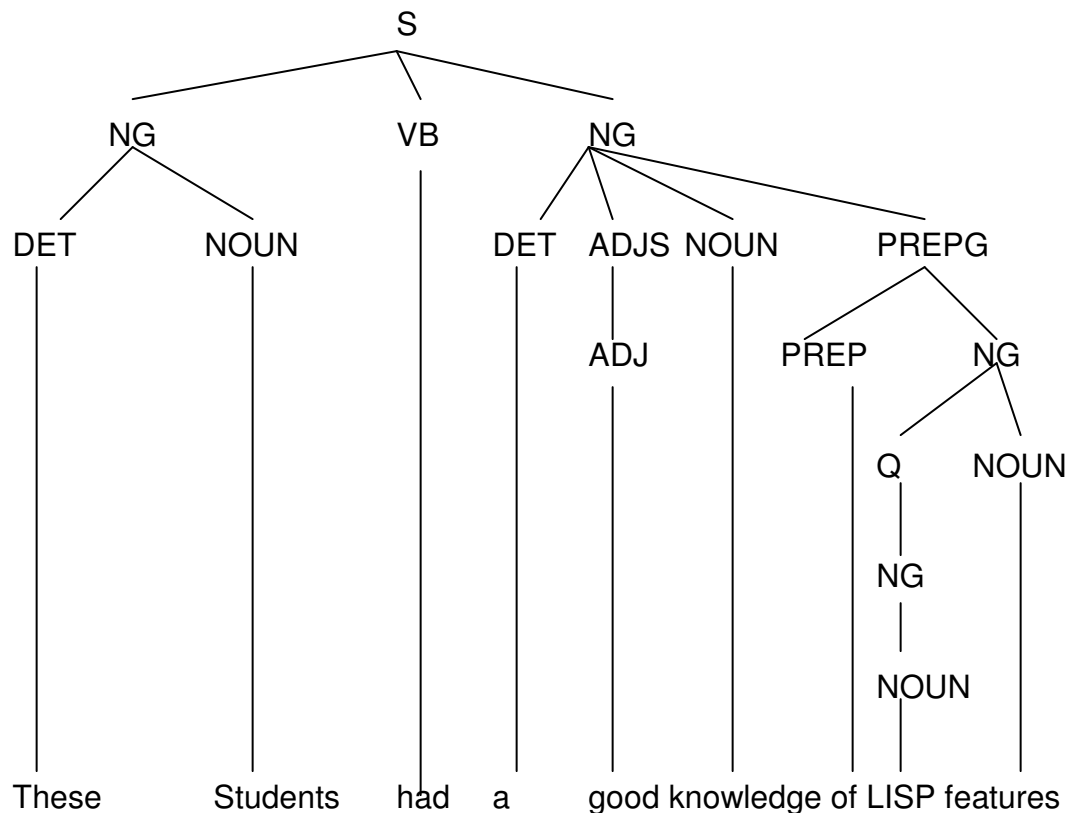 S
NG VB NG
DET NOUN DET ADJS NOUN PREPG
ADJ PREP NG
Q NOUN
NG
NOUN
These Students had a good knowledge of LISP features